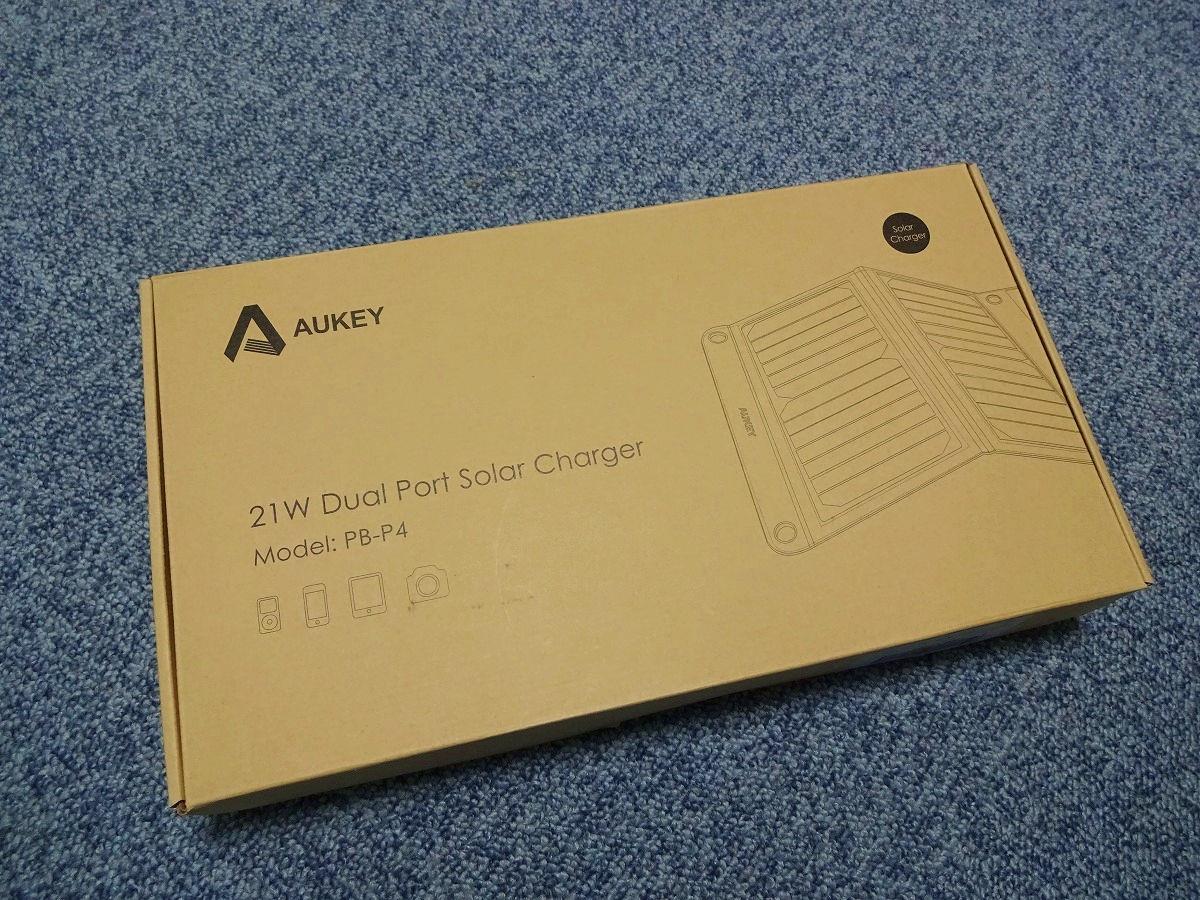 Solar
Charger
AUKEY
AUKEY
21W Dual Port Solar Charger
Model: PB-P4